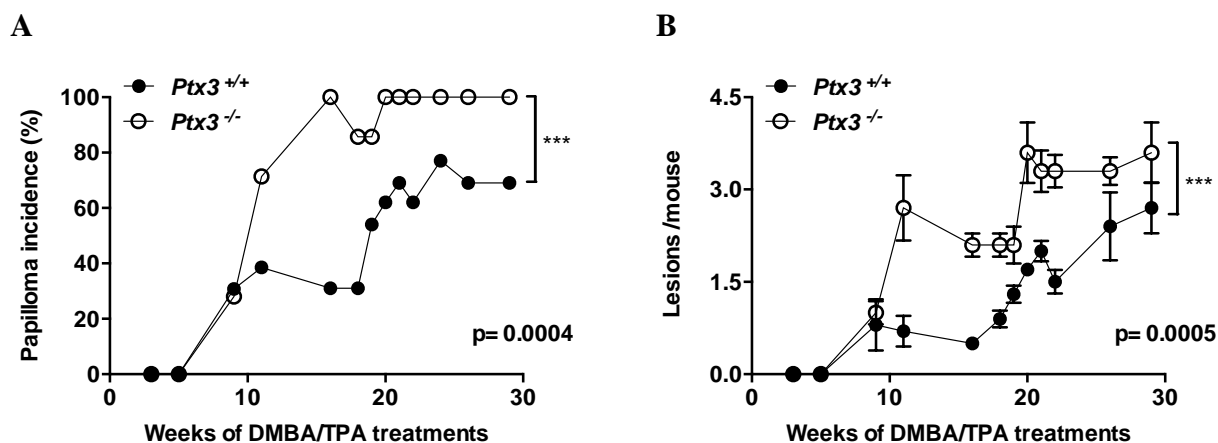 A
Ptx3 +/+
Ptx3 -/-
Papilloma incidence (%)
100
80
60
40
20
0
0
10
20
30
***
p= 0.0004
Weeks of DMBA/TPA treatments
B
Ptx3 +/+
Ptx3 -/-
Lesions /mouse
4.5
3.0
1.5
0.0
0
10
20
30
***
p= 0.0005
Weeks of DMBA/TPA treatments